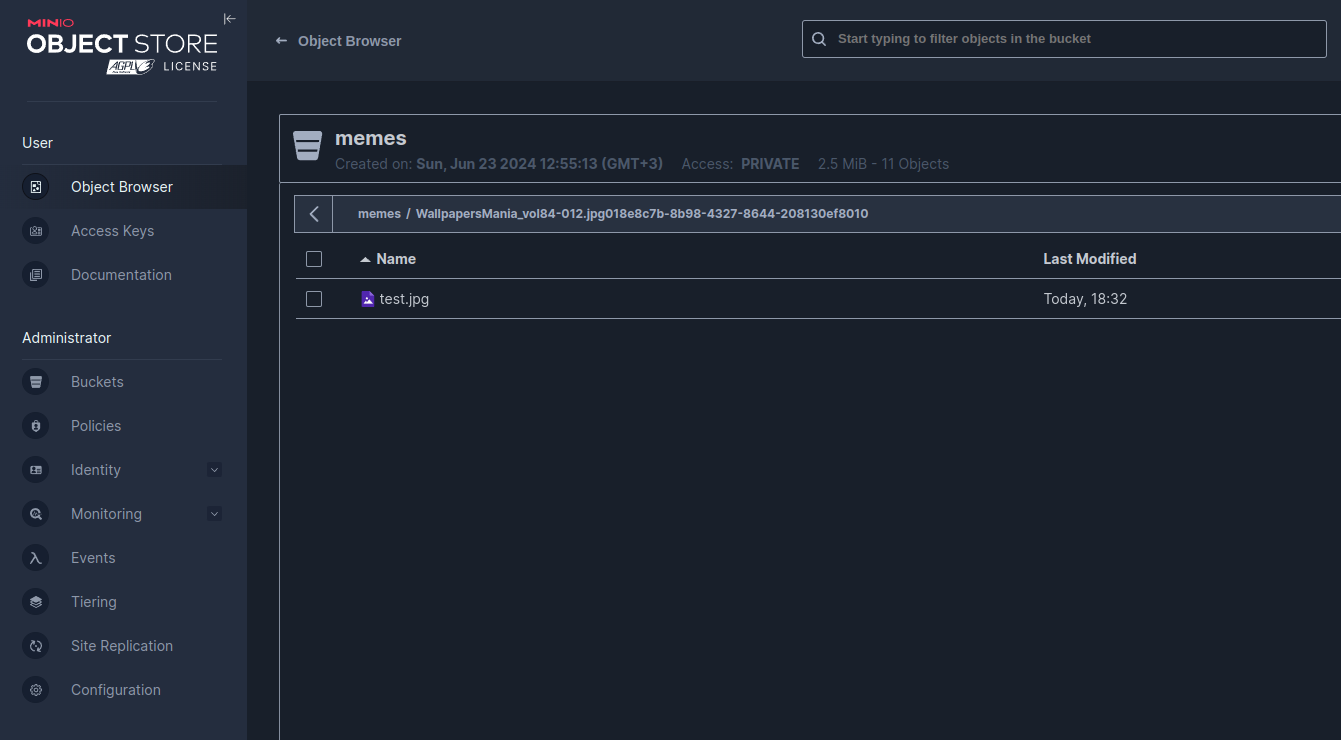 MINIO
OBJECT STORE
AGPL V3 LICENSE
← Object Browser
Start typing to filter objects in the bucket
User
Object Browser
Access Keys
Documentation
Administrator
Buckets
Policies
Identity
Monitoring
Events
Tiering
Site Replication
Configuration
memes
Created on: Sun, Jun 23 2024 12:55:13 (GMT+3) Access: PRIVATE 2.5 MiB - 11 Objects
memes / WallpapersMania_vol84-012.jpg018e8c7b-8b98-4327-8644-208130ef8010
Name Last Modified
test.jpg Today, 18:32